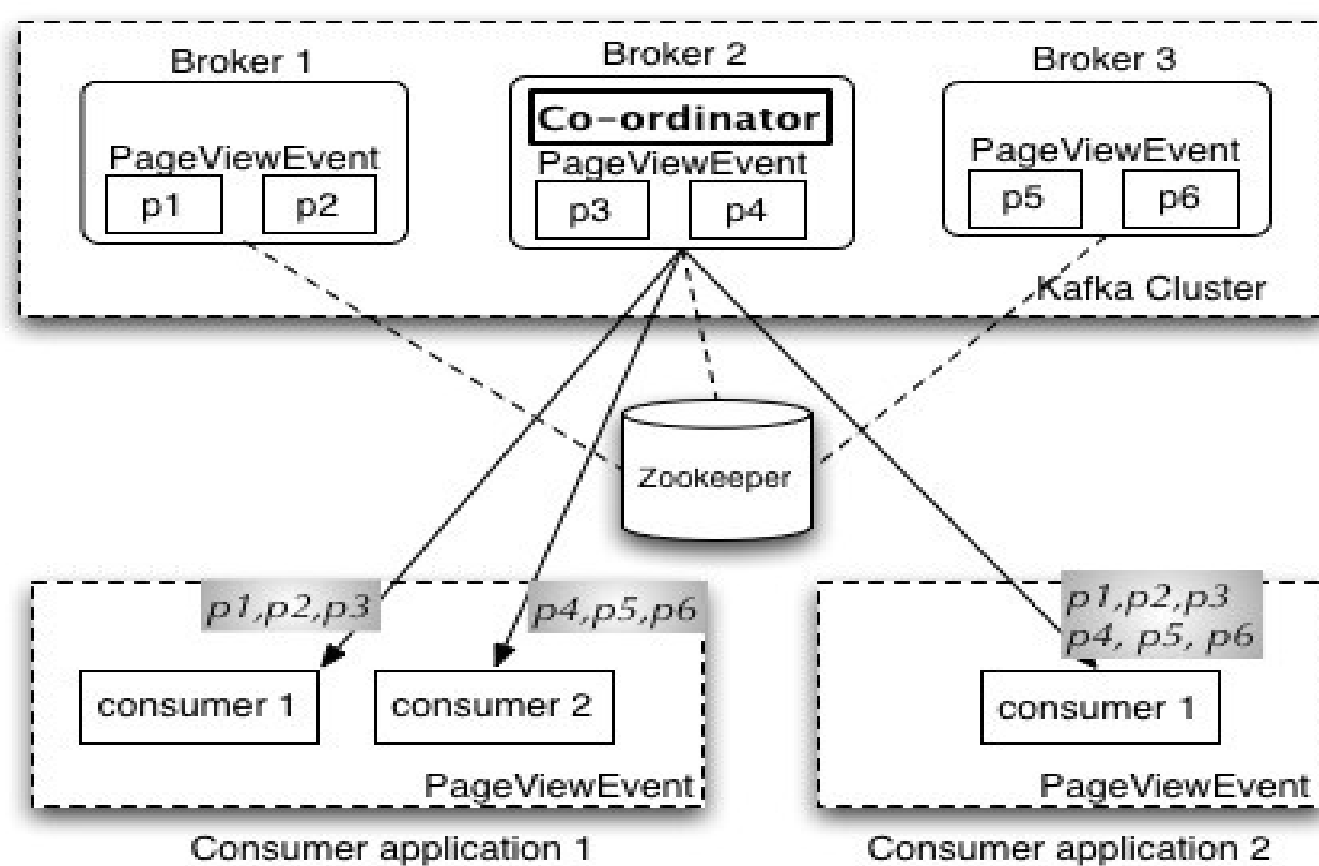 Broker 1
Broker 2
Broker 3
Co-ordinator
PageViewEvent
PageViewEvent
PageViewEvent
p1
p2
p3
p4
p5
p6
Kafka Cluster
Zookeeper
p1,p2,p3
p4,p5,p6
p1,p2,p3
p4, p5, p6
consumer 1
consumer 2
consumer 1
PageViewEvent
PageViewEvent
Consumer application 1
Consumer application 2